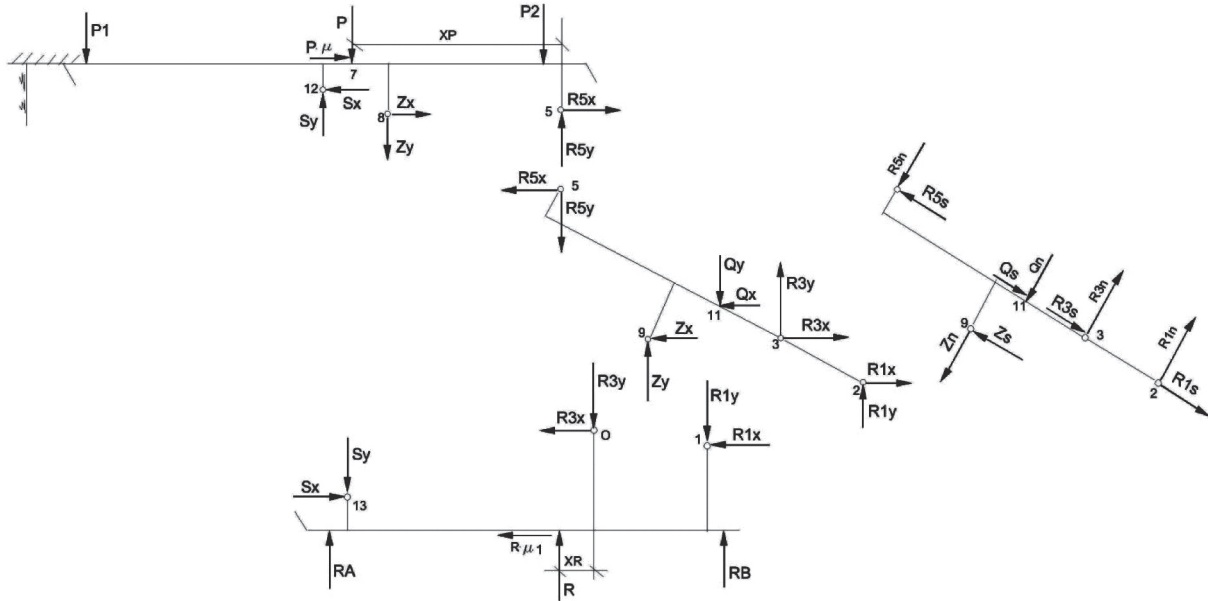 P1
P
XP
P2
P·μ
7
12
Sx
Sy
8
Zx
Zy
5
R5x
R5y
R5x
5
R5y
R5n
R5s
Qy
Qx
11
R3y
3
R3x
9
Zx
Zy
2
R1x
R1y
Qs
Qn
11
R3s
R3n
3
9
Zn
Zs
R1n
2
R1s
R3y
R3x
O
R1y
1
R1x
Sy
Sx
13
RA
R·μ1
XR
R
RB